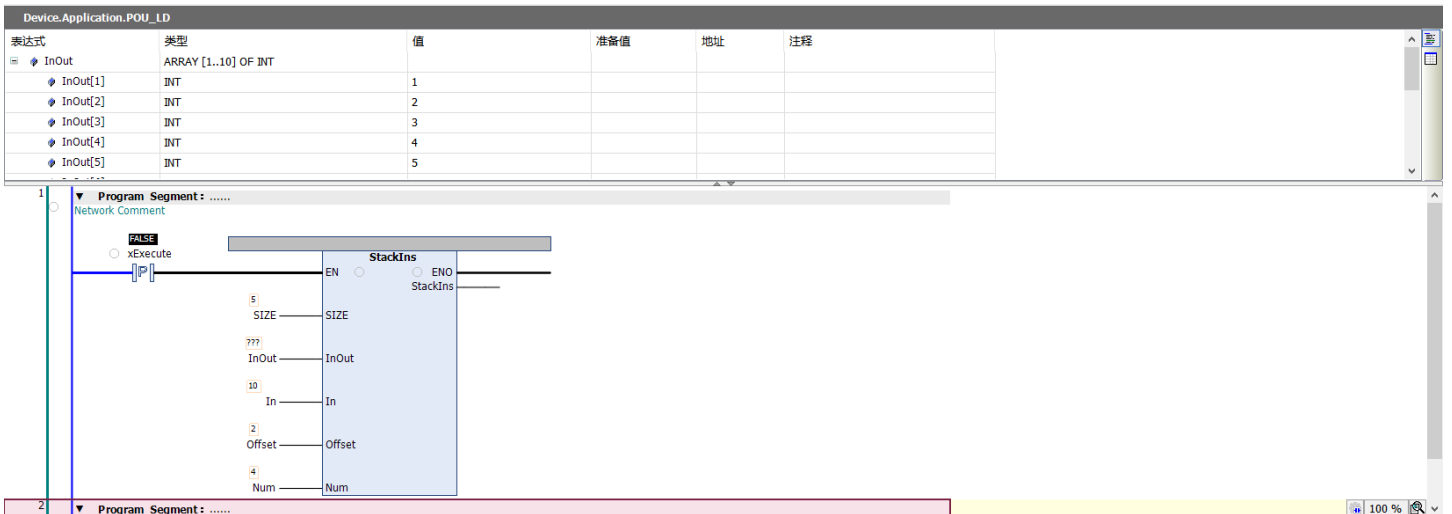 Device.Application.POU_LD
表达式 类型 值 准备值 地址 注释
InOut ARRAY [1..10] OF INT
InOut[1] INT 1
InOut[2] INT 2
InOut[3] INT 3
InOut[4] INT 4
InOut[5] INT 5
1 Program Segment: ......
Network Comment
FALSE
xExecute
P
StackIns
EN ENO
StackIns
5
SIZE SIZE
???
InOut InOut
10
In In
2
Offset Offset
4
Num Num
2 Program Segment: ......
100 %